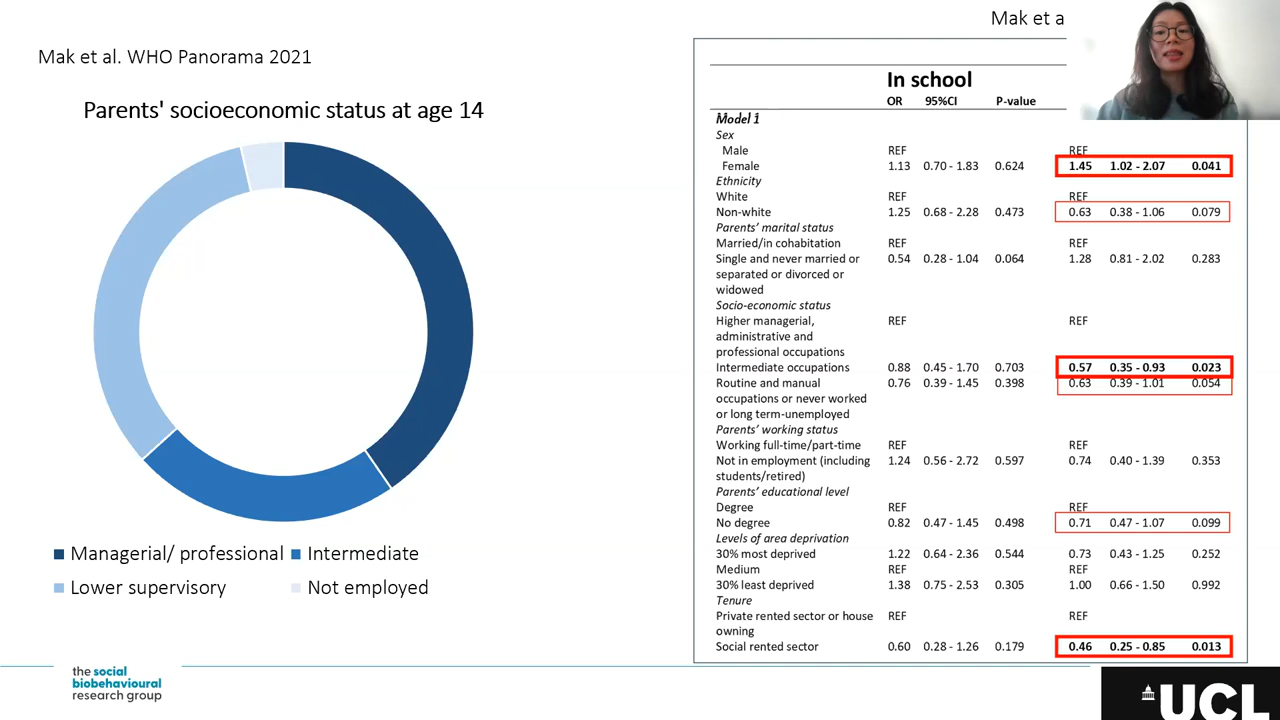 Mak et a
Mak et al. WHO Panorama 2021
Parents' socioeconomic status at age 14
Managerial/ professional
Intermediate
Lower supervisory
Not employed
the social
biobehavioural
research group
In school
OR 95%CI P-value
Model 1
Sex
Male REF REF
Female 1.13 0.70 - 1.83 0.624 1.45 1.02 - 2.07 0.041
Ethnicity
White REF REF
Non-white 1.25 0.68 - 2.28 0.473 0.63 0.38 - 1.06 0.079
Parents' marital status
Married/in cohabitation REF REF
Single and never married or 0.54 0.28 - 1.04 0.064 1.28 0.81 - 2.02 0.283
separated or divorced or
widowed
Socio-economic status
Higher managerial, REF REF
administrative and
professional occupations
Intermediate occupations 0.88 0.45 - 1.70 0.703 0.57 0.35 - 0.93 0.023
Routine and manual 0.76 0.39 - 1.45 0.398 0.63 0.39 - 1.01 0.054
occupations or never worked
or long term-unemployed
Parents' working status
Working full-time/part-time REF REF
Not in employment (including 1.24 0.56 - 2.72 0.597 0.74 0.40 - 1.39 0.353
students/retired)
Parents' educational level
Degree REF REF
No degree 0.82 0.47 - 1.45 0.498 0.71 0.47 - 1.07 0.099
Levels of area deprivation
30% most deprived 1.22 0.64 - 2.36 0.544 0.73 0.43 - 1.25 0.252
Medium REF REF
30% least deprived 1.38 0.75 - 2.53 0.305 1.00 0.66 - 1.50 0.992
Tenure
Private rented sector or house REF REF
owning
Social rented sector 0.60 0.28 - 1.26 0.179 0.46 0.25 - 0.85 0.013
UCL